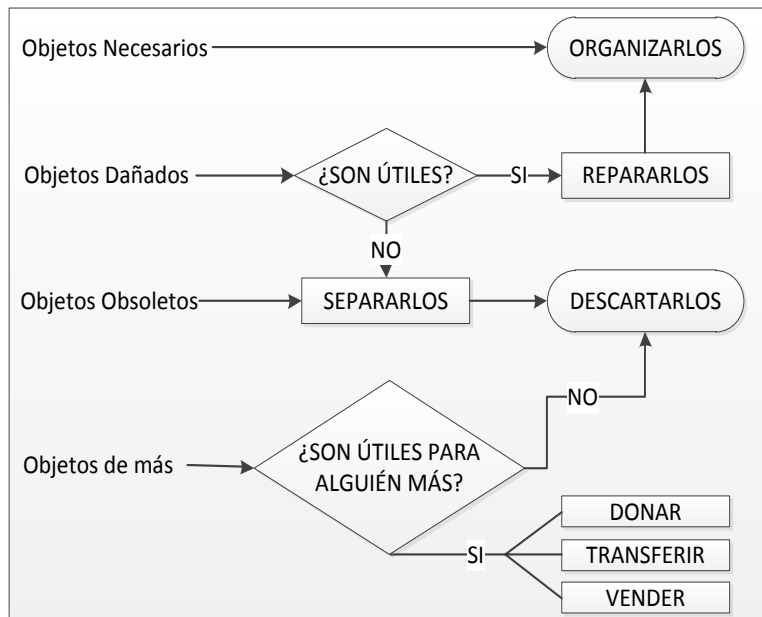 Objetos Necesarios
ORGANIZARLOS
Objetos Dañados
¿SON ÚTILES?
SI
REPARARLOS
NO
Objetos Obsoletos
SEPARARLOS
DESCARTARLOS
NO
Objetos de más
¿SON ÚTILES PARA
ALGUIÉN MÁS?
SI
DONAR
TRANSFERIR
VENDER